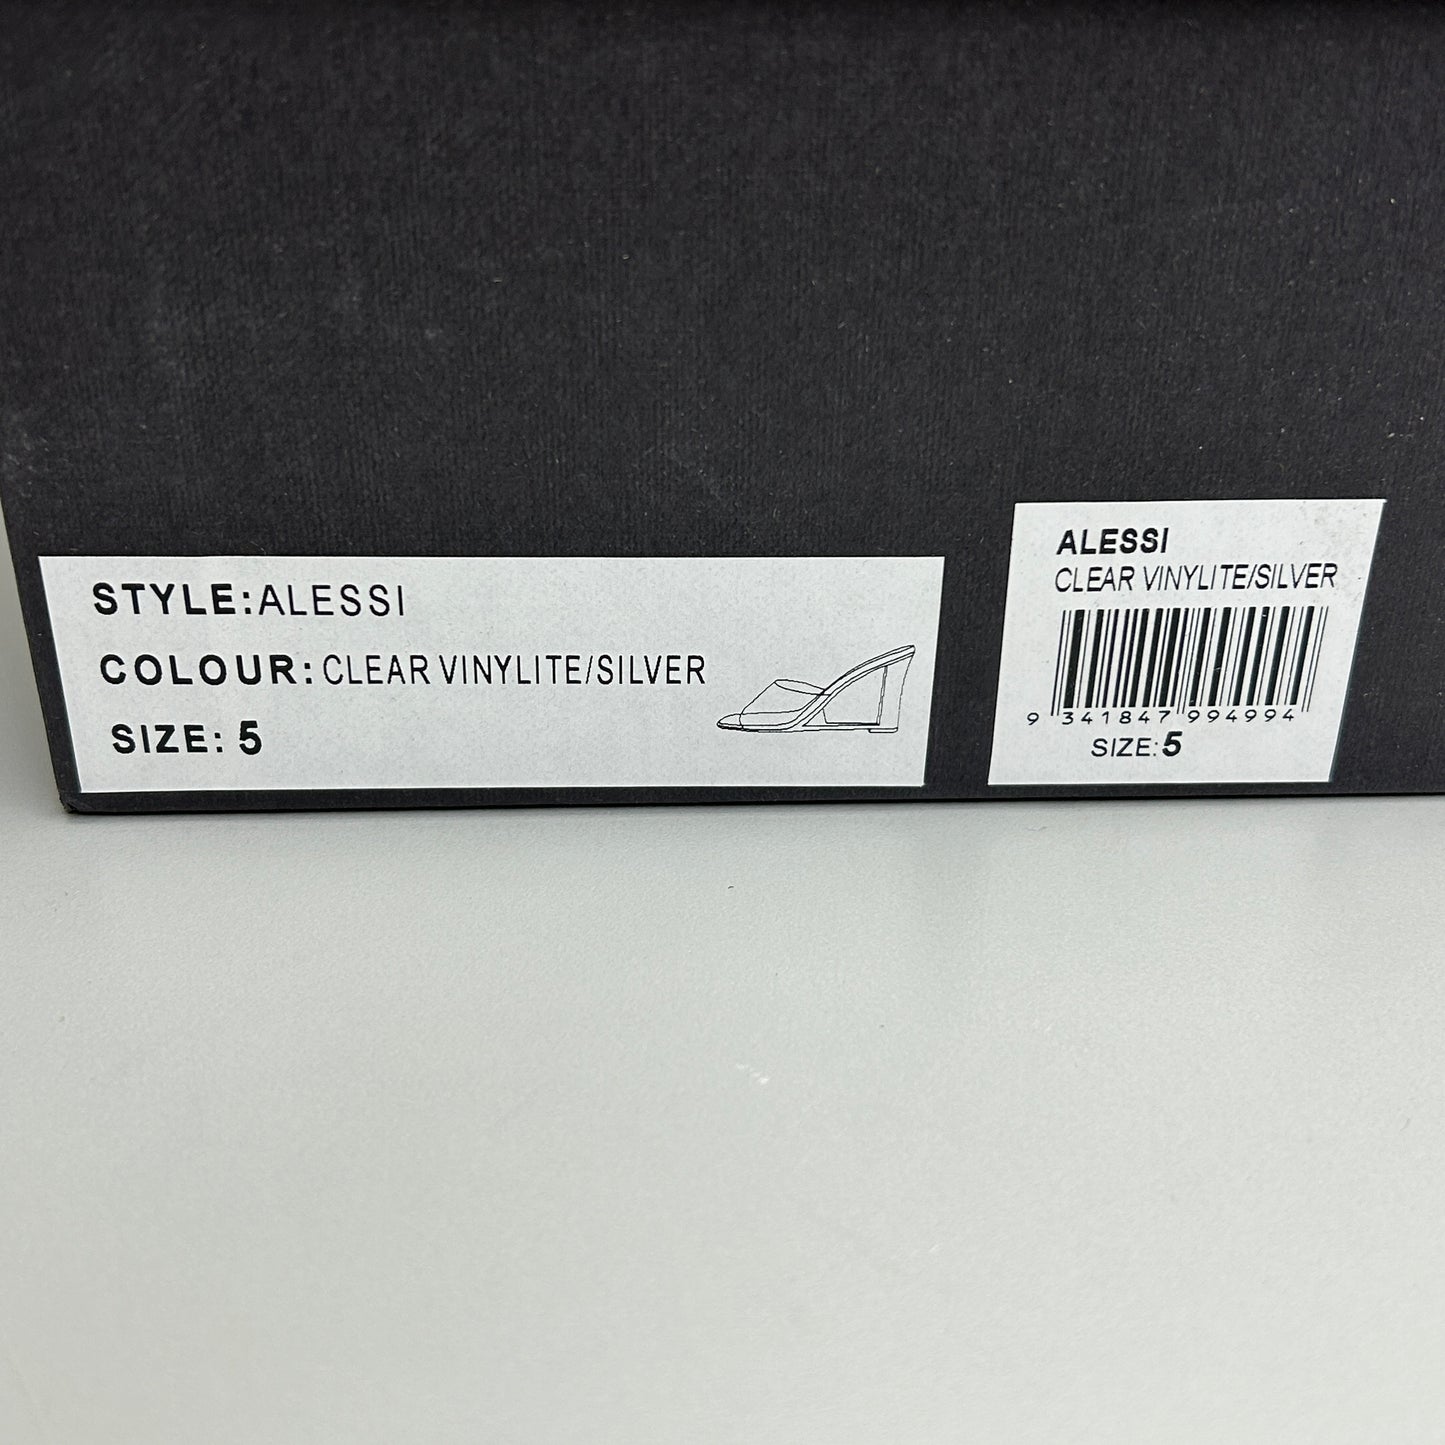 STYLE:ALESSI
COLOUR:CLEAR VINYLITE/SILVER
SIZE: 5
ALESSI
CLEAR VINYLITE/SILVER
9 341847 994994
SIZE:5